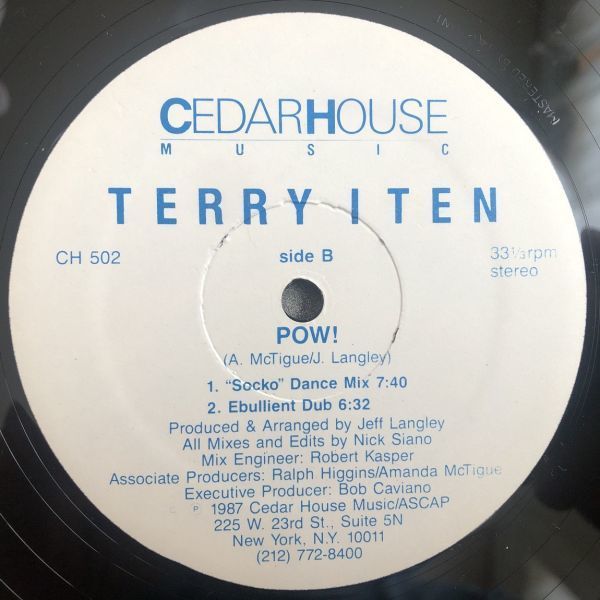 CEDARHOUSE
MUSIC
TERRY ITEN
CH 502
side B
33⅓rpm
stereo
POW!
(A. McTigue/J. Langley)
1. "Socko" Dance Mix 7:40
2. Ebullient Dub 6:32
Produced & Arranged by Jeff Langley
All Mixes and Edits by Nick Siano
Mix Engineer: Robert Kasper
Associate Producers: Ralph Higgins/Amanda McTigue
Executive Producer: Bob Caviano
℗ 1987 Cedar House Music/ASCAP
225 W. 23rd St., Suite 5N
New York, N.Y. 10011
(212) 772-8400
MASTERED